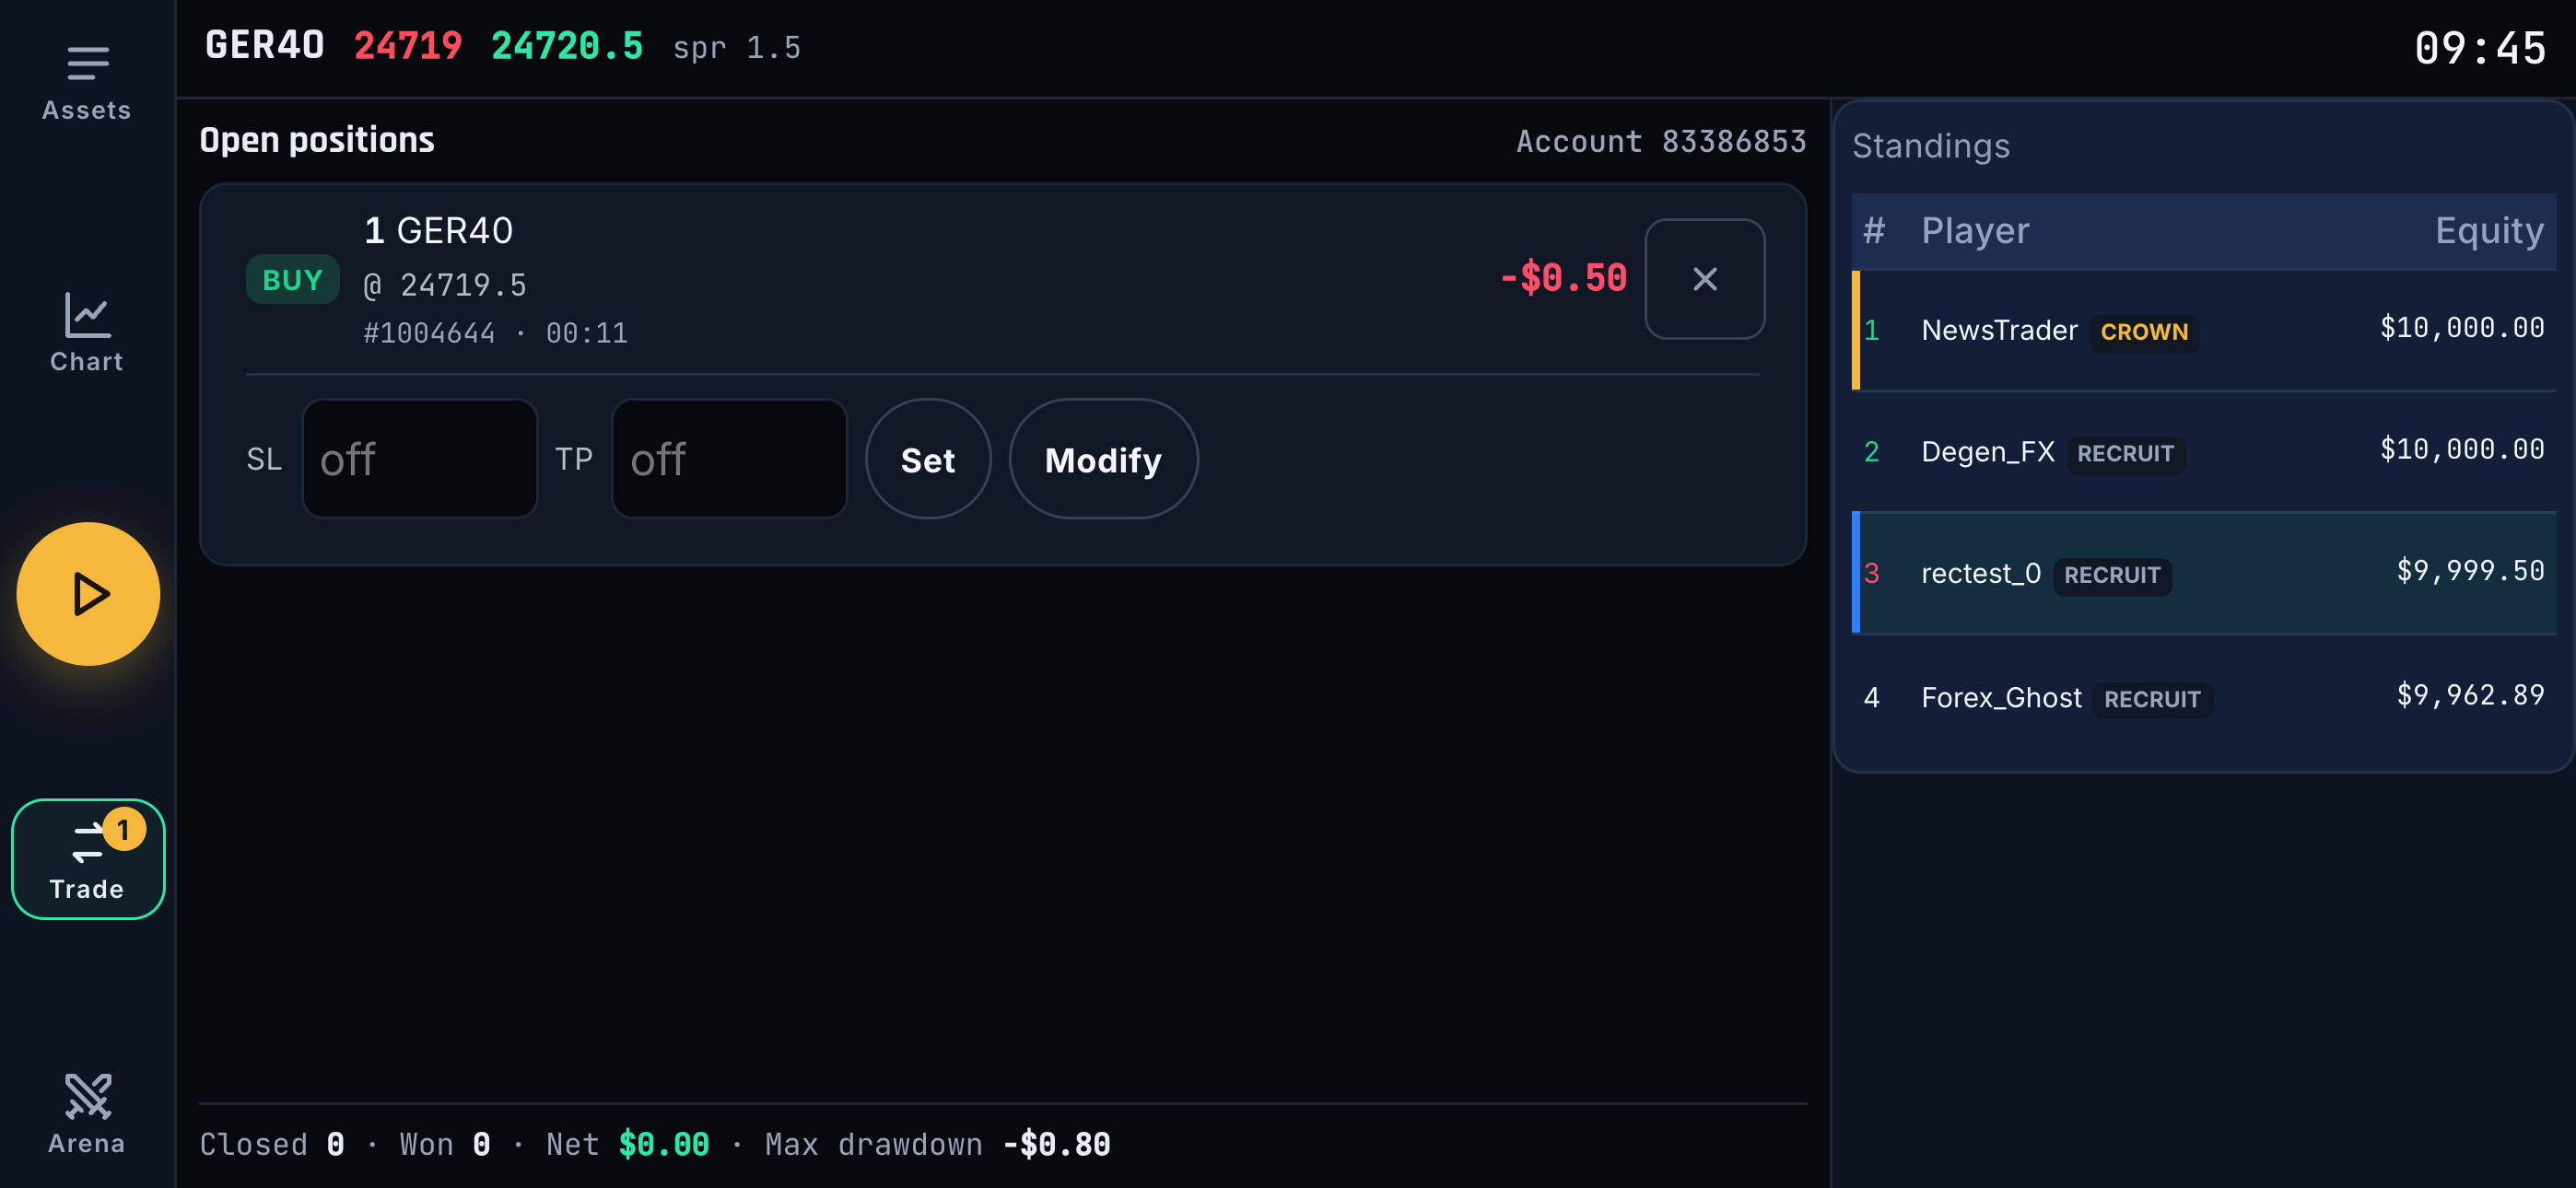 GER40 24719 24720.5 spr 1.5
09:45
Assets
Chart
1
Trade
Arena
Open positions
Account 83386853
BUY
1 GER40
@ 24719.5
#1004644 · 00:11
-$0.50
SL off TP off Set Modify
Closed 0 · Won 0 · Net $0.00 · Max drawdown -$0.80
Standings
# Player Equity
1 NewsTrader CROWN $10,000.00
2 Degen_FX RECRUIT $10,000.00
3 rectest_0 RECRUIT $9,999.50
4 Forex_Ghost RECRUIT $9,962.89